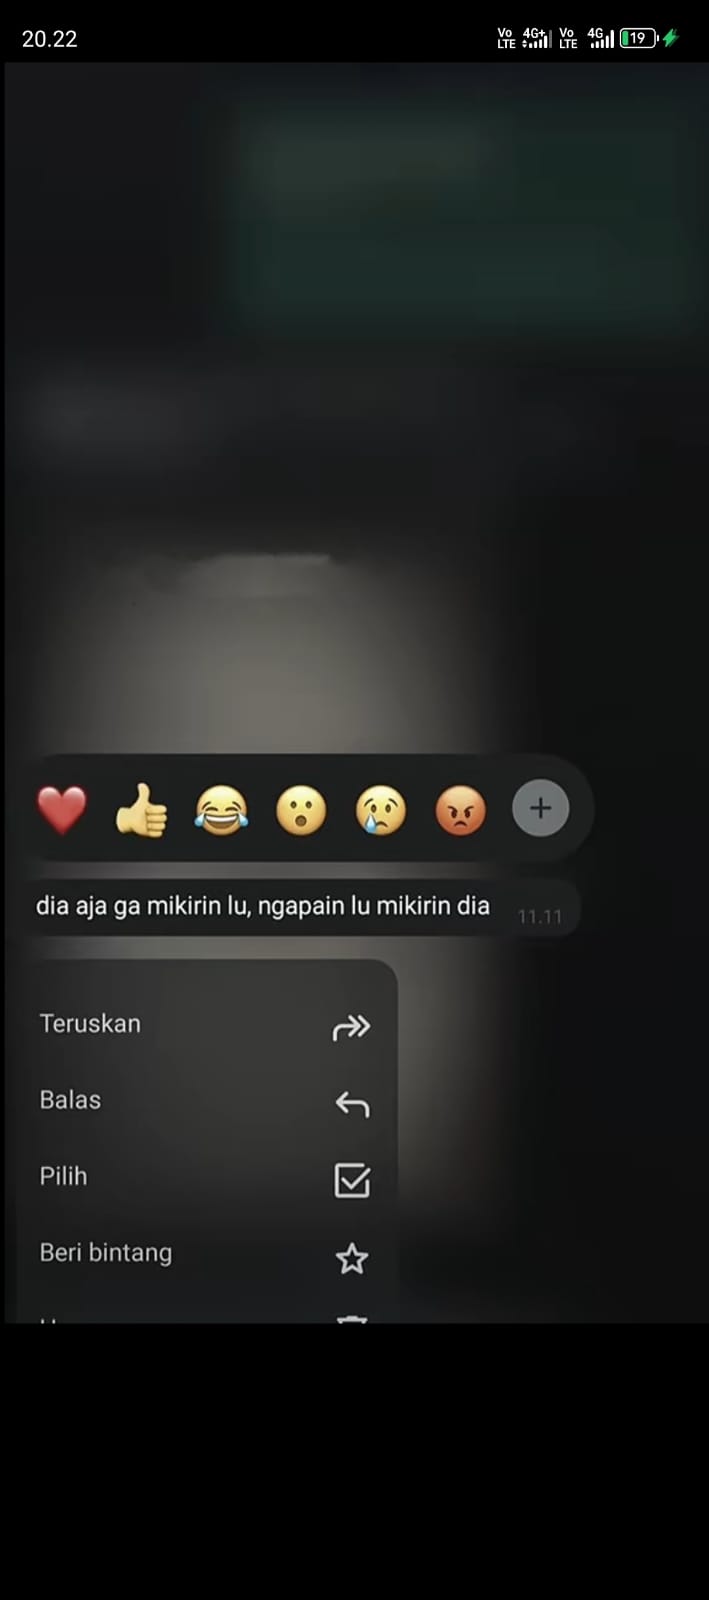 20.22
Vo LTE 4G+ Vo LTE 4G 19
dia aja ga mikirin lu, ngapain lu mikirin dia 11.11
Teruskan
Balas
Pilih
Beri bintang